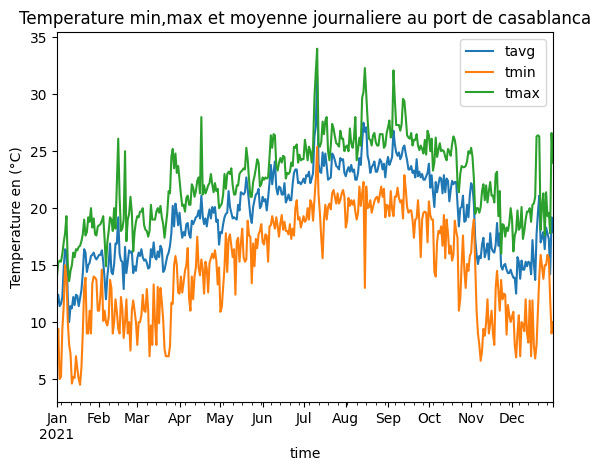 Temperature min,max et moyenne journaliere au port de casablanca
35
30
25
20
15
10
5
Temperature en (°C)
tavg
tmin
tmax
Jan Feb Mar Apr May Jun Jul Aug Sep Oct Nov Dec
2021
time